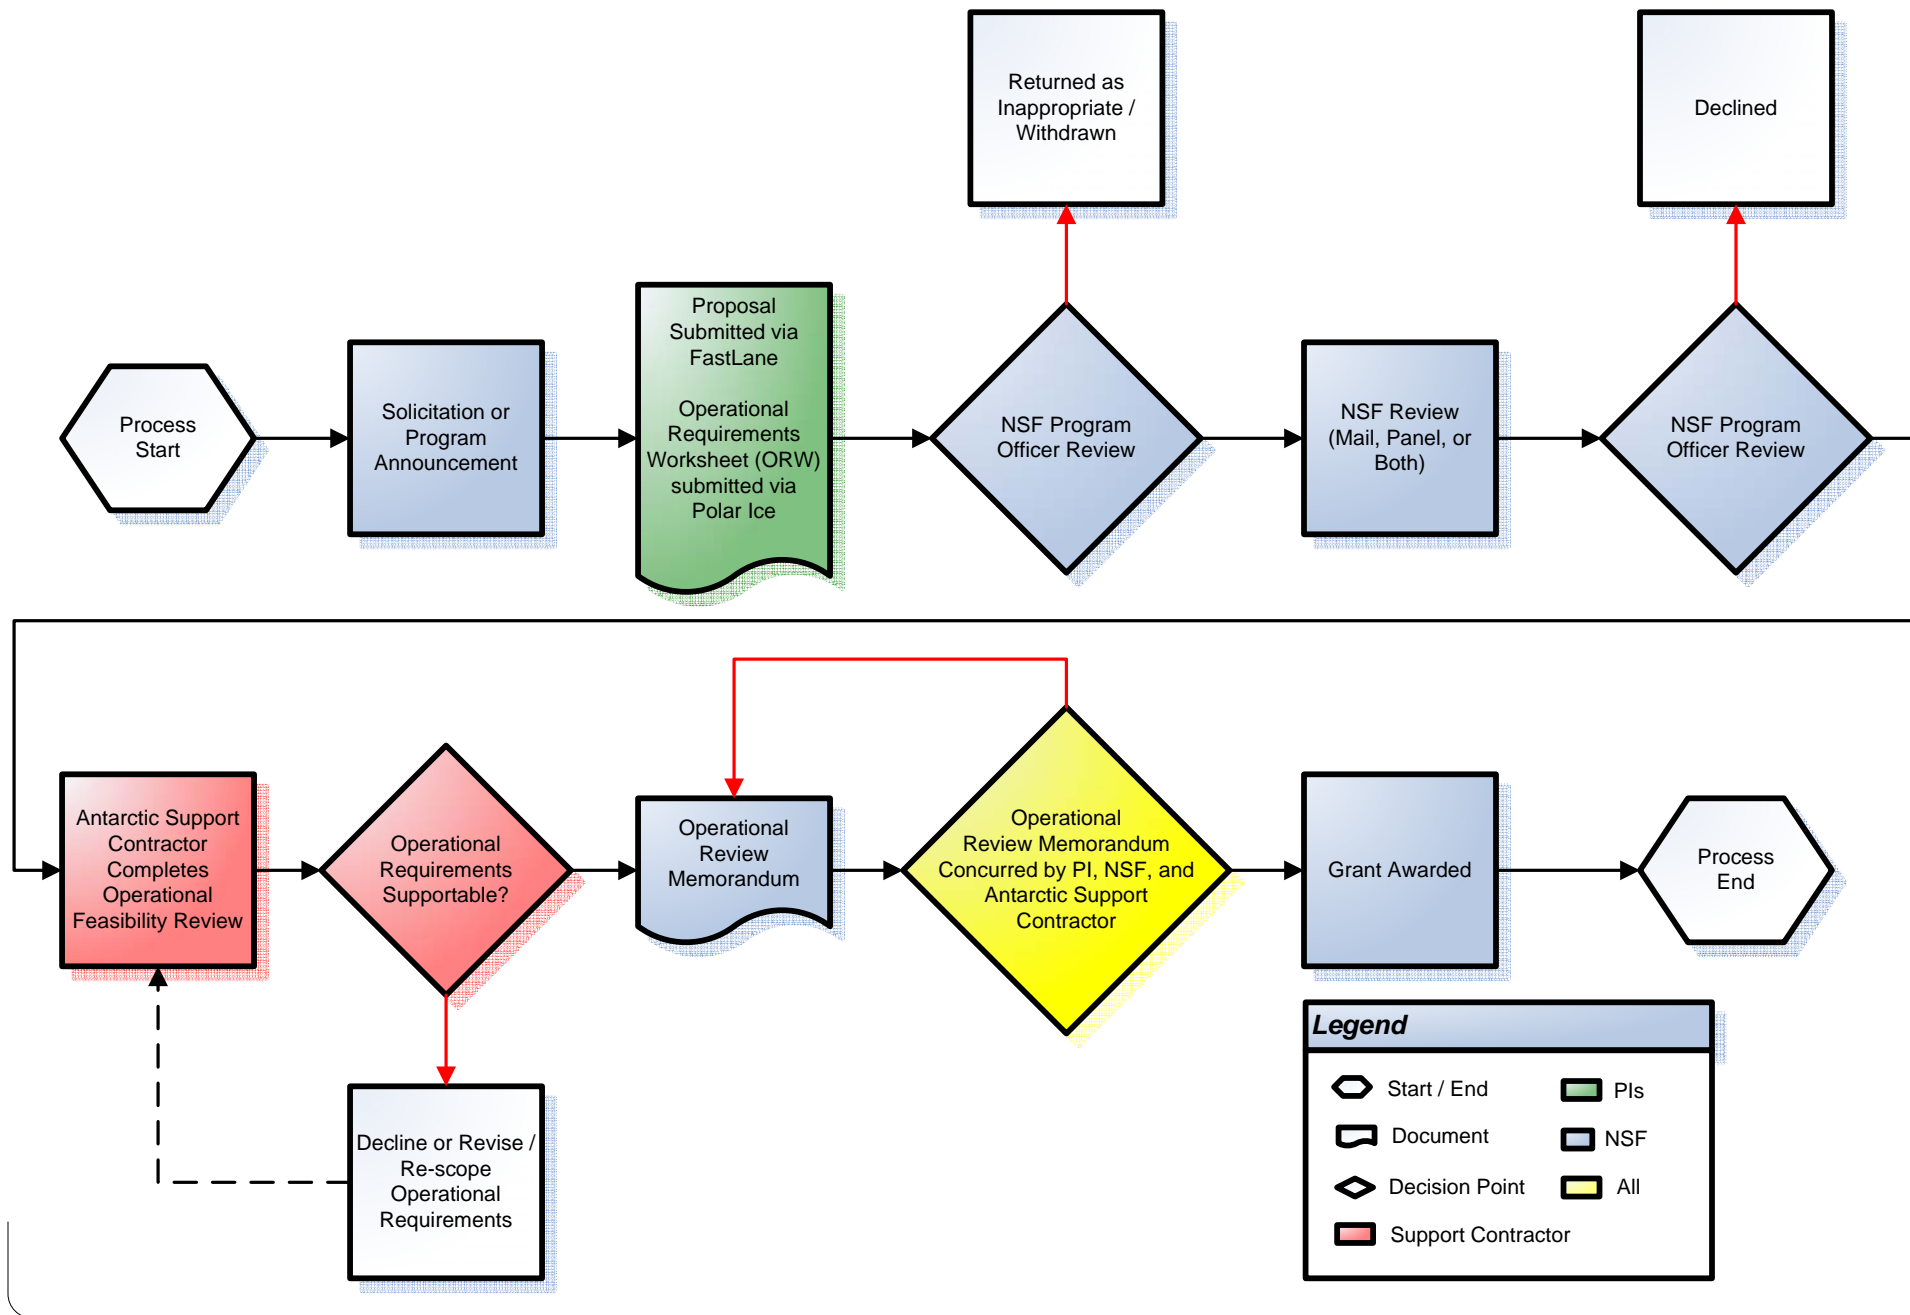 Returned as
Inappropriate /
Withdrawn
Declined
Process
Start
Solicitation or
Program
Announcement
Proposal
Submitted via
FastLane
Operational
Requirements
Worksheet (ORW)
submitted via
Polar Ice
NSF Program
Officer Review
NSF Review
(Mail, Panel, or
Both)
NSF Program
Officer Review
Antarctic Support
Contractor
Completes
Operational
Feasibility Review
Operational
Requirements
Supportable?
Operational
Review
Memorandum
Operational
Review Memorandum
Concurred by PI, NSF, and
Antarctic Support
Contractor
Grant Awarded
Process
End
Decline or Revise /
Re-scope
Operational
Requirements
Legend
Start / End
PIs
Document
NSF
Decision Point
All
Support Contractor